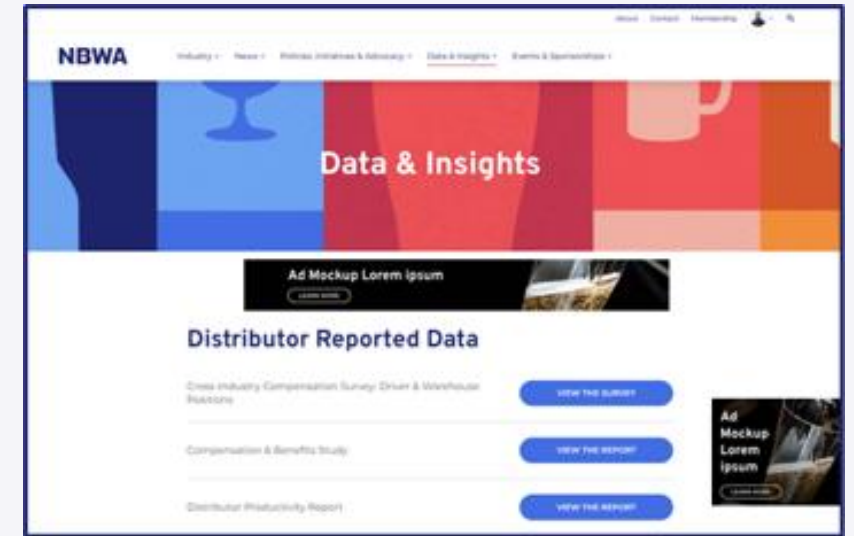 About Contact Membership
NBWA
Industry News Policies, Initiatives & Advocacy Data & Insights Events & Sponsorships
Data & Insights
Ad Mockup Lorem ipsum
LEARN MORE
Distributor Reported Data
Cross Industry Compensation Survey: Driver & Warehouse
Positions
VIEW THE SURVEY
Compensation & Benefits Study
VIEW THE REPORT
Distributor Productivity Report
VIEW THE REPORT
Ad
Mockup
Lorem
ipsum
LEARN MORE